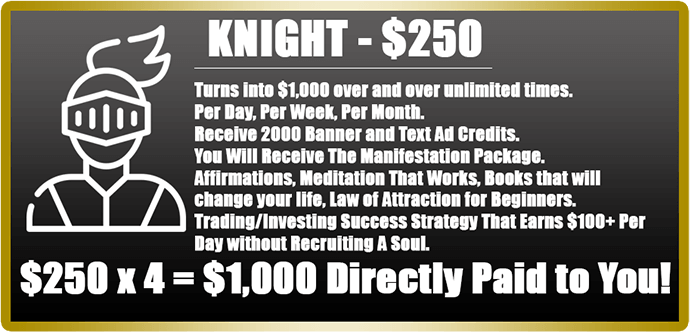 KNIGHT - $250
Turns into $1,000 over and over unlimited times.
Per Day, Per Week, Per Month.
Receive 2000 Banner and Text Ad Credits.
You Will Receive The Manifestation Package.
Affirmations, Meditation That Works, Books that will
change your life, Law of Attraction for Beginners.
Trading/Investing Success Strategy That Earns $100+ Per
Day without Recruiting A Soul.
$250 x 4 = $1,000 Directly Paid to You!